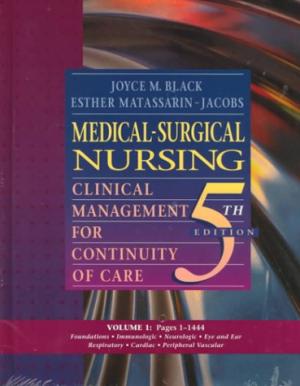 JOYCE M. BLACK
ESTHER MATASSARIN-JACOBS
MEDICAL-SURGICAL
NURSING
CLINICAL
MANAGEMENT
FOR
CONTINUITY
OF CARE
5TH
EDITION
VOLUME 1: Pages 1-1444
Foundations • Immunologic • Neurologic • Eye and Ear
Respiratory • Cardiac • Peripheral Vascular